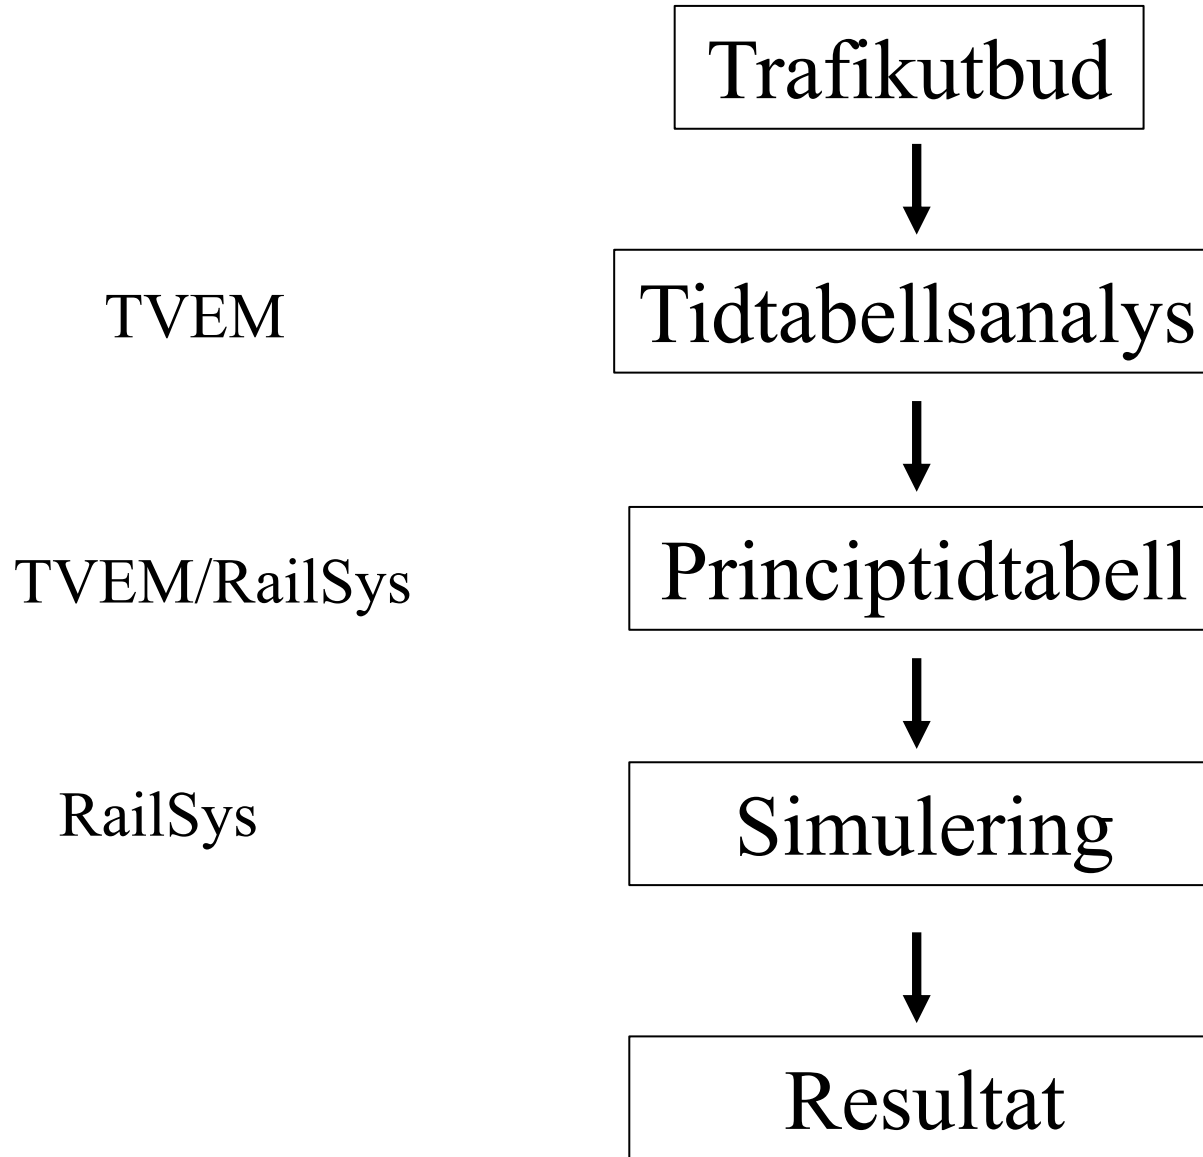 Trafikutbud
TVEM
Tidtabellsanalys
TVEM/RailSys
Principtidtabell
RailSys
Simulering
Resultat